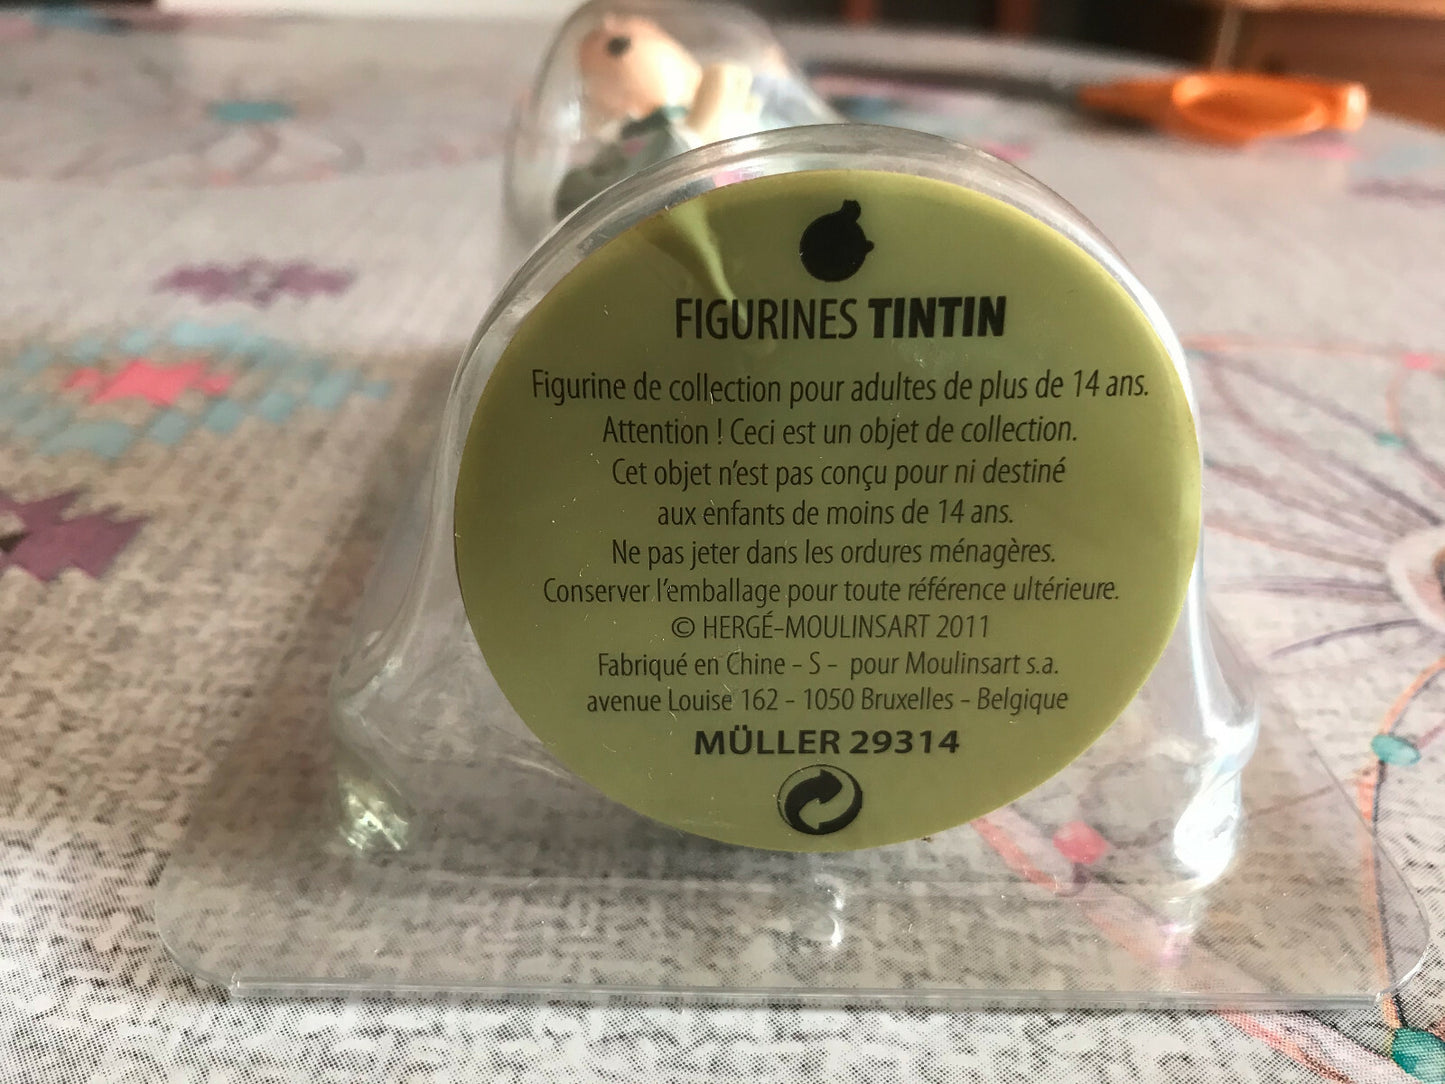 FIGURINES TINTIN
Figurine de collection pour adultes de plus de 14 ans.
Attention ! Ceci est un objet de collection.
Cet objet n'est pas conçu pour ni destiné
aux enfants de moins de 14 ans.
Ne pas jeter dans les ordures ménagères.
Conserver l'emballage pour toute référence ultérieure.
© HERGÉ-MOULINSART 2011
Fabriqué en Chine - S - pour Moulinsart s.a.
avenue Louise 162 - 1050 Bruxelles - Belgique
MÜLLER 29314